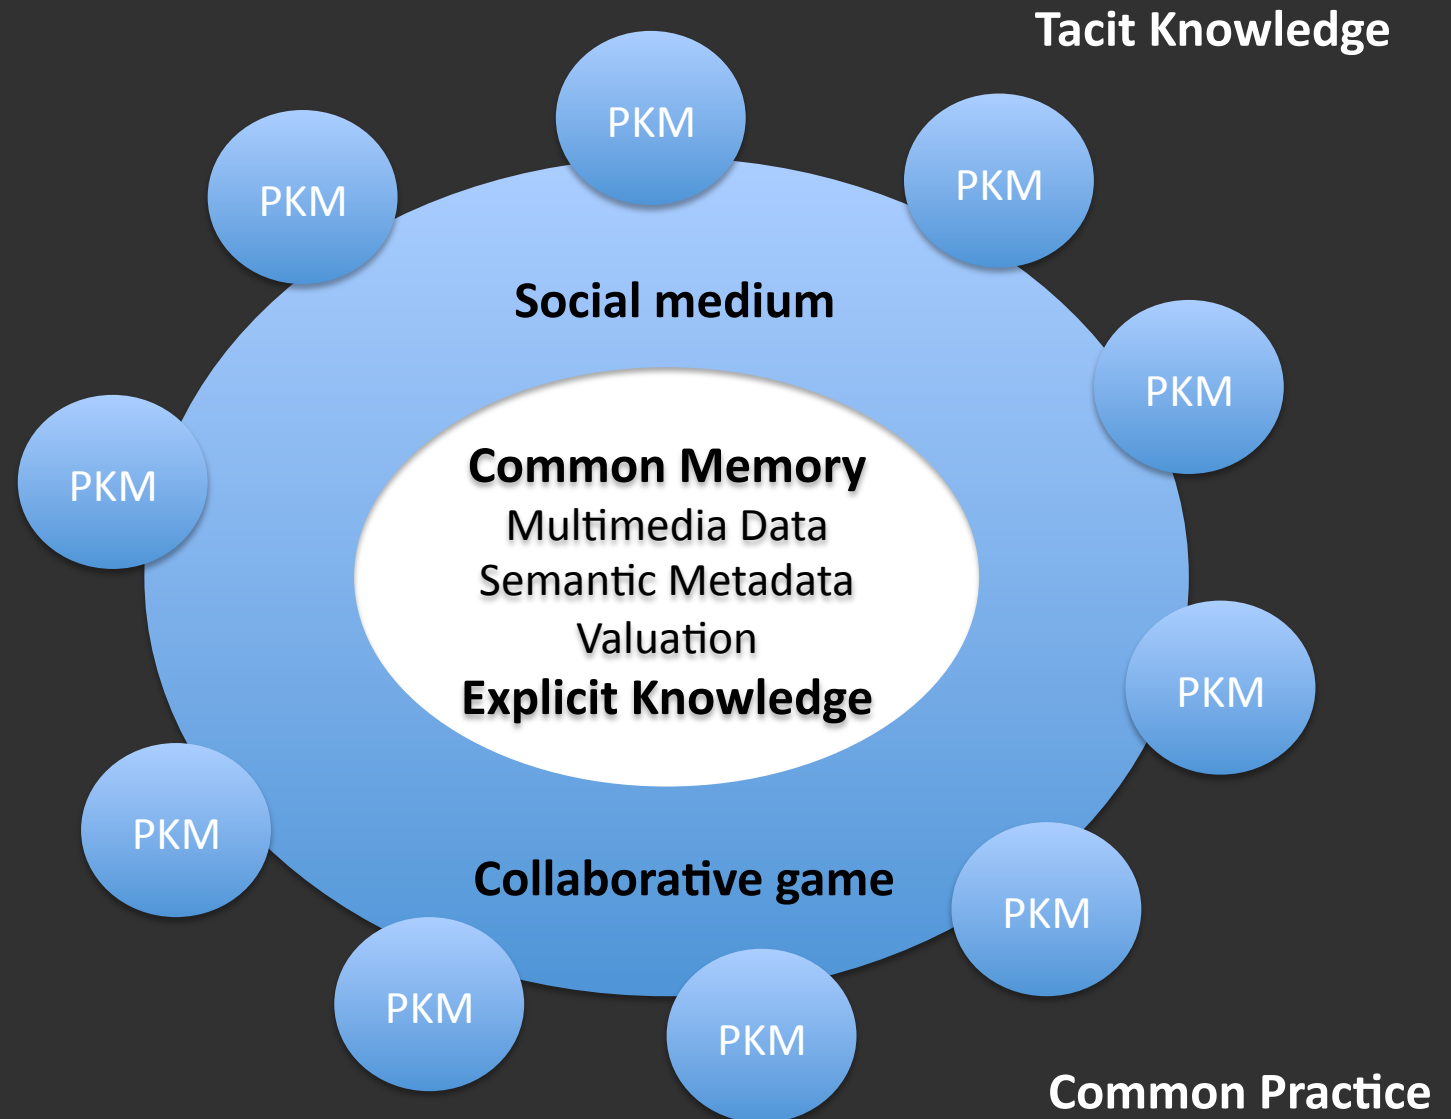 Tacit Knowledge
PKM
PKM
PKM
Social medium
PKM
Common Memory
PKM
Multimedia Data
Semantic Metadata
Valuation
Explicit Knowledge
PKM
PKM
Collaborative game
PKM
PKM
PKM
Common Practice